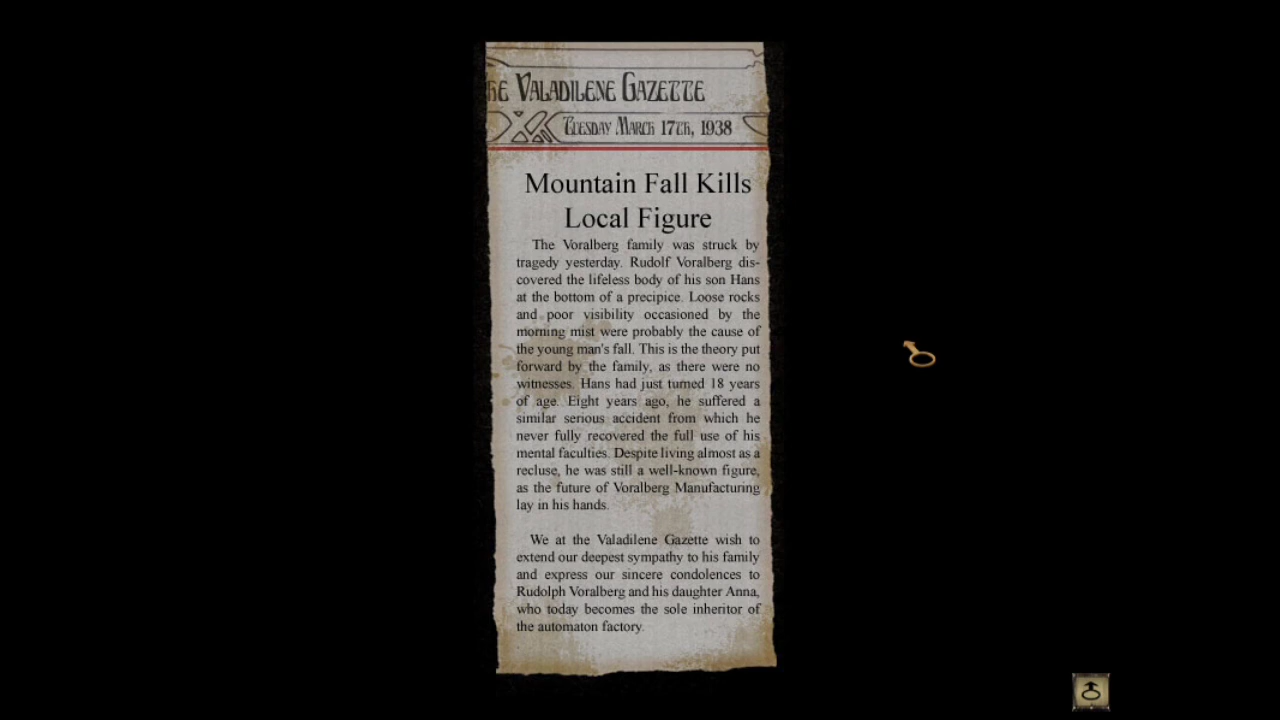 HE VALADILENE GAZETTE
TUESDAY MARCH 17TH, 1938
Mountain Fall Kills
Local Figure
The Voralberg family was struck by
tragedy yesterday. Rudolf Voralberg dis-
covered the lifeless body of his son Hans
at the bottom of a precipice. Loose rocks
and poor visibility occasioned by the
morning mist were probably the cause of
the young man's fall. This is the theory put
forward by the family, as there were no
witnesses. Hans had just turned 18 years
of age. Eight years ago, he suffered a
similar serious accident from which he
never fully recovered the full use of his
mental faculties. Despite living almost as a
recluse, he was still a well-known figure,
as the future of Voralberg Manufacturing
lay in his hands.
We at the Valadilene Gazette wish to
extend our deepest sympathy to his family
and express our sincere condolences to
Rudolph Voralberg and his daughter Anna,
who today becomes the sole inheritor of
the automaton factory.